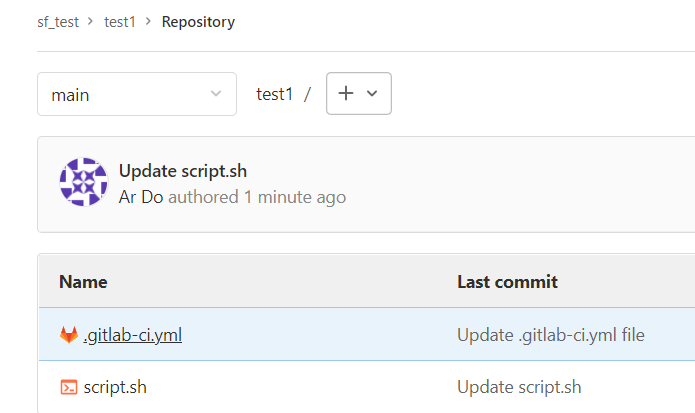 sf_test > test1 > Repository
main
test1 /
Update script.sh
Ar Do authored 1 minute ago
Name Last commit
.gitlab-ci.yml Update .gitlab-ci.yml file
script.sh Update script.sh